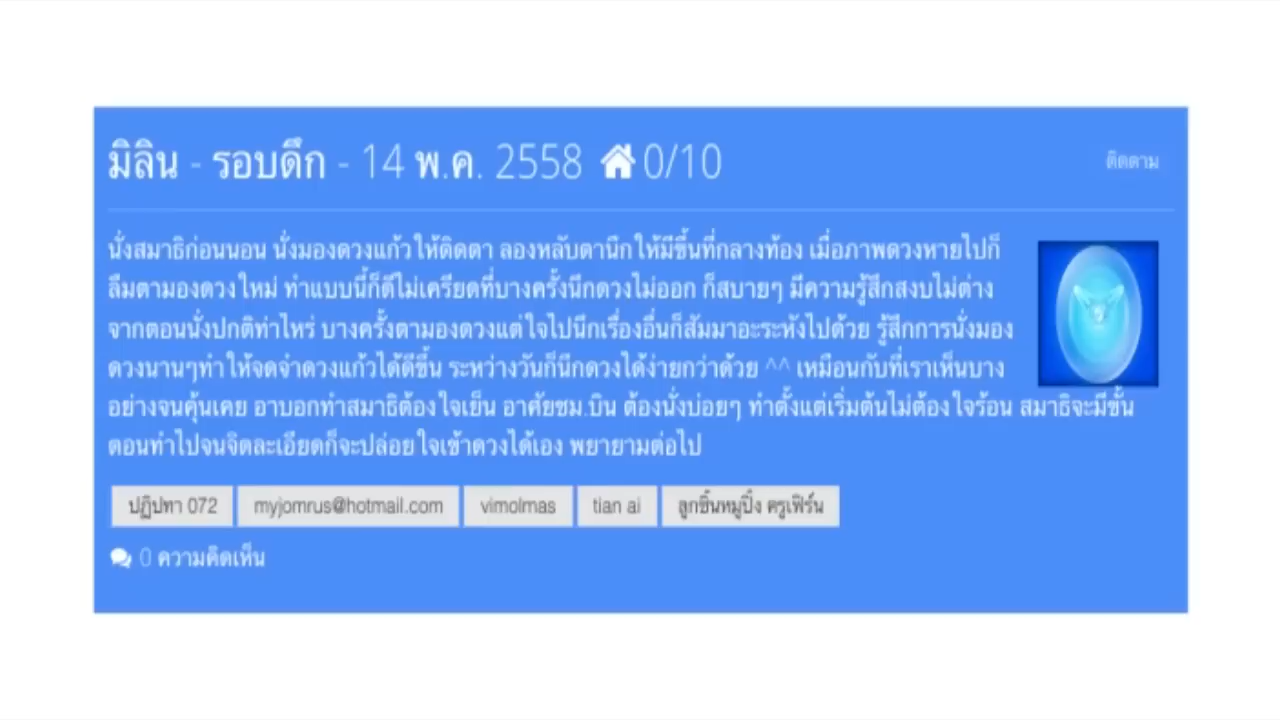 มิลิน - รอบดึก - 14 พ.ค. 2558 0/10
ติดตาม
นั่งสมาธิก่อนนอน นั่งมองดวงแก้วให้ติดตา ลองหลับตานึกให้มีขึ้นที่กลางท้อง เมื่อภาพดวงหายไปก็
ลืมตามองดวงใหม่ ทำแบบนี้ก็ดีไม่เครียดที่บางครั้งนึกดวงไม่ออก ก็สบายๆ มีความรู้สึกสงบไม่ต่าง
จากตอนนั่งปกติท่าไหร่ บางครั้งตามองดวงแต่ใจไปนึกเรื่องอื่นก็สัมมาอะระหังไปด้วย รู้สึกการนั่งมอง
ดวงนานๆทำให้จดจำดวงแก้วได้ดีขึ้น ระหว่างวันก็นึกดวงได้ง่ายกว่าด้วย ^^ เหมือนกับที่เราเห็นบาง
อย่างจนคุ้นเคย อาบอกทำสมาธิต้องใจเย็น อาศัยชม.บิน ต้องนั่งบ่อยๆ ทำตั้งแต่เริ่มต้นไม่ต้องใจร้อน สมาธิจะมีขั้น
ตอนทำไปจนจิตละเอียดก็จะปล่อยใจเข้าดวงได้เอง พยายามต่อไป
ปฏิปทา 072 myjomrus@hotmail.com vimolmas tian ai ลูกชิ้นหมูปิ้ง ครูเฟิร์น
0 ความคิดเห็น